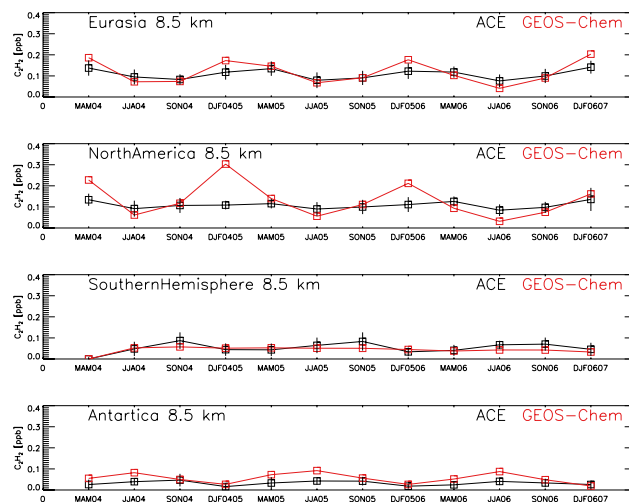 Eurasia 8.5 km ACE GEOS-Chem
C₂H₂ [ppb]
0.4
0.3
0.2
0.1
0.0
0 MAM04 JJA04 SON04 DJF0405 MAM05 JJA05 SON05 DJF0506 MAM06 JJA06 SON06 DJF0607
NorthAmerica 8.5 km ACE GEOS-Chem
C₂H₂ [ppb]
0.4
0.3
0.2
0.1
0.0
0 MAM04 JJA04 SON04 DJF0405 MAM05 JJA05 SON05 DJF0506 MAM06 JJA06 SON06 DJF0607
SouthernHemisphere 8.5 km ACE GEOS-Chem
C₂H₂ [ppb]
0.4
0.3
0.2
0.1
0.0
0 MAM04 JJA04 SON04 DJF0405 MAM05 JJA05 SON05 DJF0506 MAM06 JJA06 SON06 DJF0607
Antartica 8.5 km ACE GEOS-Chem
C₂H₂ [ppb]
0.4
0.3
0.2
0.1
0.0
0 MAM04 JJA04 SON04 DJF0405 MAM05 JJA05 SON05 DJF0506 MAM06 JJA06 SON06 DJF0607